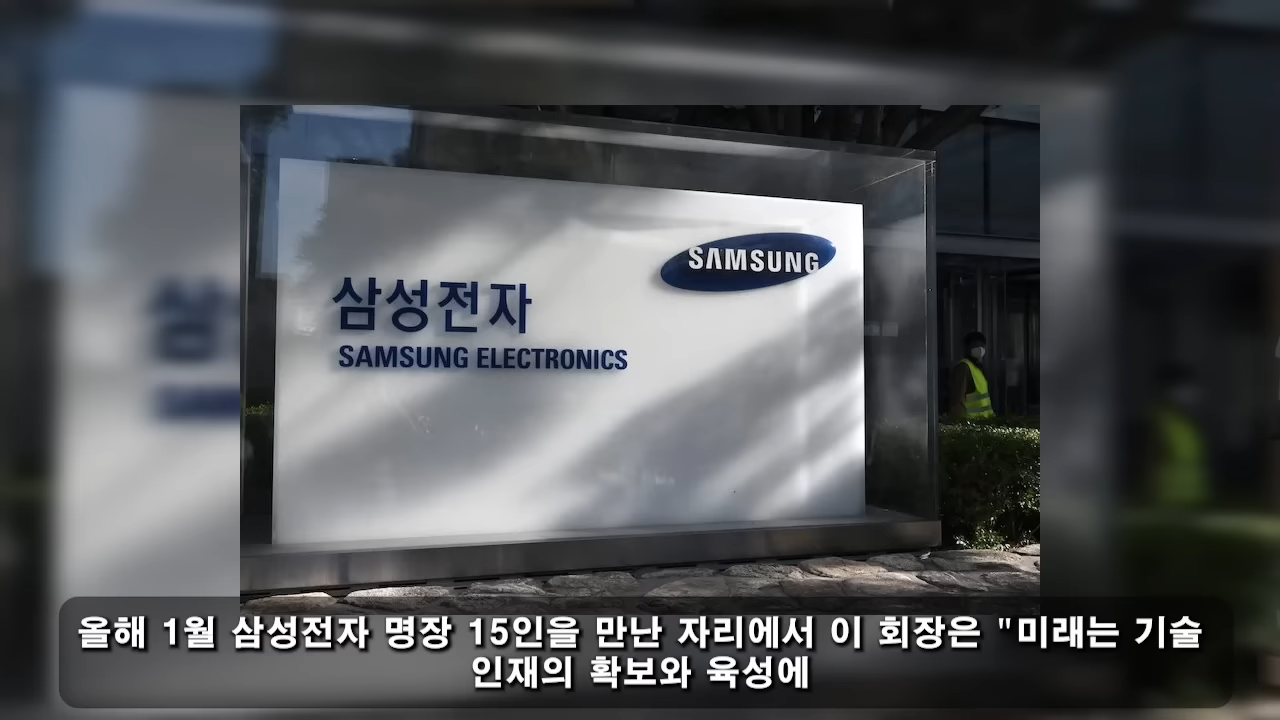 SAMSUNG
삼성전자
SAMSUNG ELECTRONICS
올해 1월 삼성전자 명장 15인을 만난 자리에서 이 회장은 "미래는 기술
인재의 확보와 육성에